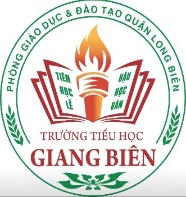 PHÒNG GIÁO DỤC & ĐÀO TẠO QUẬN LONG BIÊN
TIÊN HỌC LỄ
HẬU HỌC VĂN
TRƯỜNG TIỂU HỌC
GIANG BIÊN